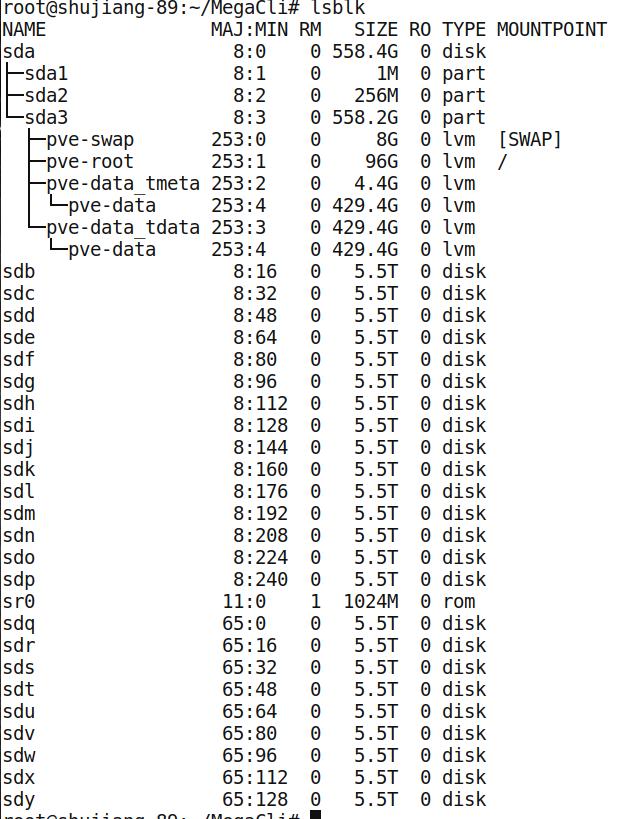 root@shujiang-89:~/MegaCli# lsblk
NAME               MAJ:MIN RM   SIZE RO TYPE MOUNTPOINT
sda                  8:0    0 558.4G  0 disk
├─sda1               8:1    0     1M  0 part
├─sda2               8:2    0   256M  0 part
└─sda3               8:3    0 558.2G  0 part
  ├─pve-swap       253:0    0     8G  0 lvm  [SWAP]
  ├─pve-root       253:1    0    96G  0 lvm  /
  ├─pve-data_tmeta 253:2    0   4.4G  0 lvm
  │ └─pve-data     253:4    0 429.4G  0 lvm
  └─pve-data_tdata 253:3    0 429.4G  0 lvm
    └─pve-data     253:4    0 429.4G  0 lvm
sdb                  8:16   0   5.5T  0 disk
sdc                  8:32   0   5.5T  0 disk
sdd                  8:48   0   5.5T  0 disk
sde                  8:64   0   5.5T  0 disk
sdf                  8:80   0   5.5T  0 disk
sdg                  8:96   0   5.5T  0 disk
sdh                  8:112  0   5.5T  0 disk
sdi                  8:128  0   5.5T  0 disk
sdj                  8:144  0   5.5T  0 disk
sdk                  8:160  0   5.5T  0 disk
sdl                  8:176  0   5.5T  0 disk
sdm                  8:192  0   5.5T  0 disk
sdn                  8:208  0   5.5T  0 disk
sdo                  8:224  0   5.5T  0 disk
sdp                  8:240  0   5.5T  0 disk
sr0                 11:0    1  1024M  0 rom
sdq                 65:0    0   5.5T  0 disk
sdr                 65:16   0   5.5T  0 disk
sds                 65:32   0   5.5T  0 disk
sdt                 65:48   0   5.5T  0 disk
sdu                 65:64   0   5.5T  0 disk
sdv                 65:80   0   5.5T  0 disk
sdw                 65:96   0   5.5T  0 disk
sdx                 65:112  0   5.5T  0 disk
sdy                 65:128  0   5.5T  0 disk
root@shujiang-89:~/MegaCli#